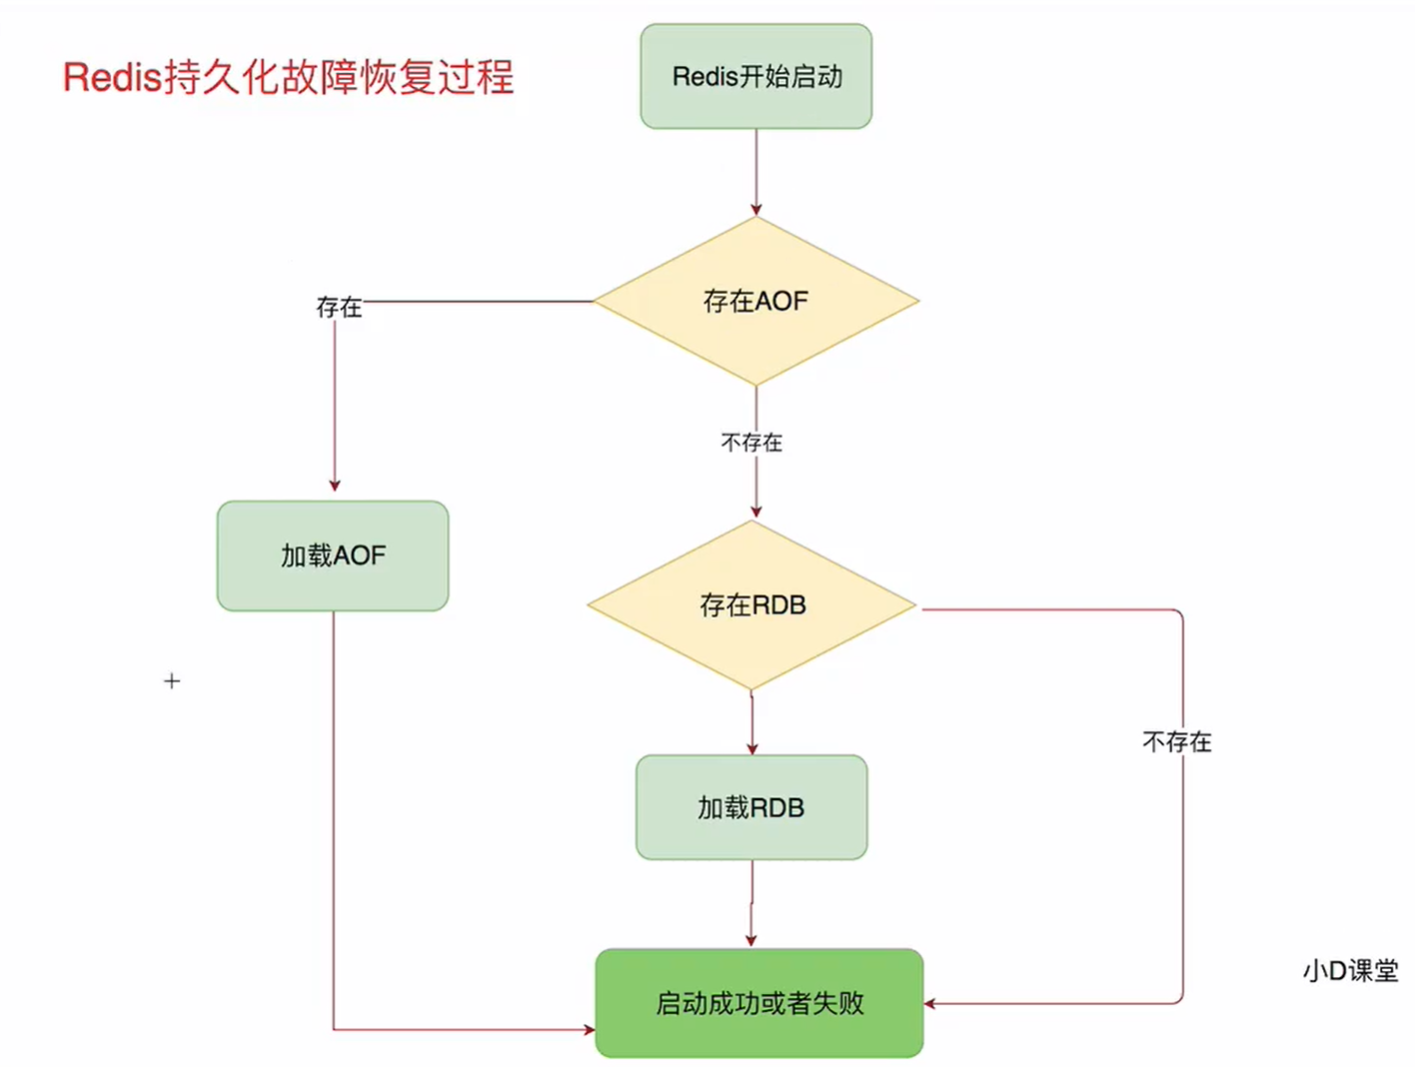 Redis持久化故障恢复过程
Redis开始启动
存在AOF
存在
不存在
加载AOF
存在RDB
不存在
加载RDB
小D课堂
启动成功或者失败